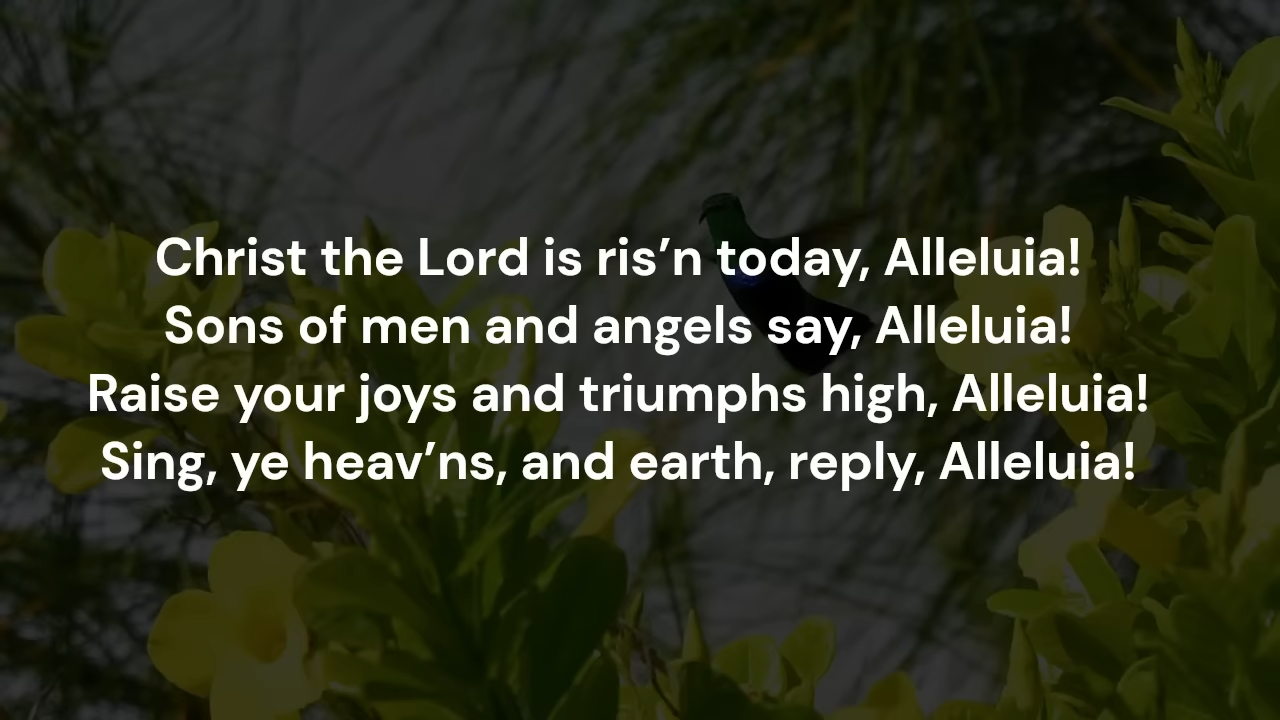 Christ the Lord is ris’n today, Alleluia!
Sons of men and angels say, Alleluia!
Raise your joys and triumphs high, Alleluia!
Sing, ye heav’ns, and earth, reply, Alleluia!